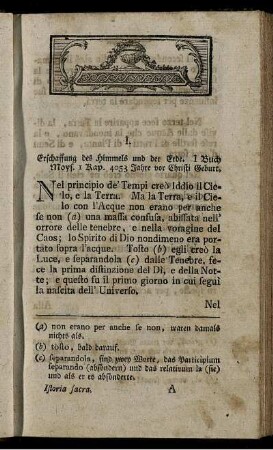 I.
Erschaffung des Himmels und der Erde. 1 Buch
Moys. 1 Kap. 4053 Jahre vor Christi Geburt.
Nel principio de' Tempi creò Iddio il Cie-
lo, e la Terra: Ma la Terra, e il Cie-
lo con l'Acque non erano per anche
se non (a) una massa confusa, abissata nell'
orrore delle tenebre, e nella voragine del
Caos; lo Spirito di Dio nondimeno era por-
tato sopra l'acque. Tosto (b) egli creò la
Luce, e separandola (c) dalle Tenebre, fe-
ce la prima distinzione del Dì, e della Not-
te; e questo fu il primo giorno in cui seguì
la nascita dell' Universo.
Nel
(a) non erano per anche se non, waren damals
nichts als.
(b) tosto, bald darauf.
(c) separandola, sind zwey Worte, das Participium
separando (absondern) und das relativum la (sie)
und als er es absonderte.
Istoria sacra. A